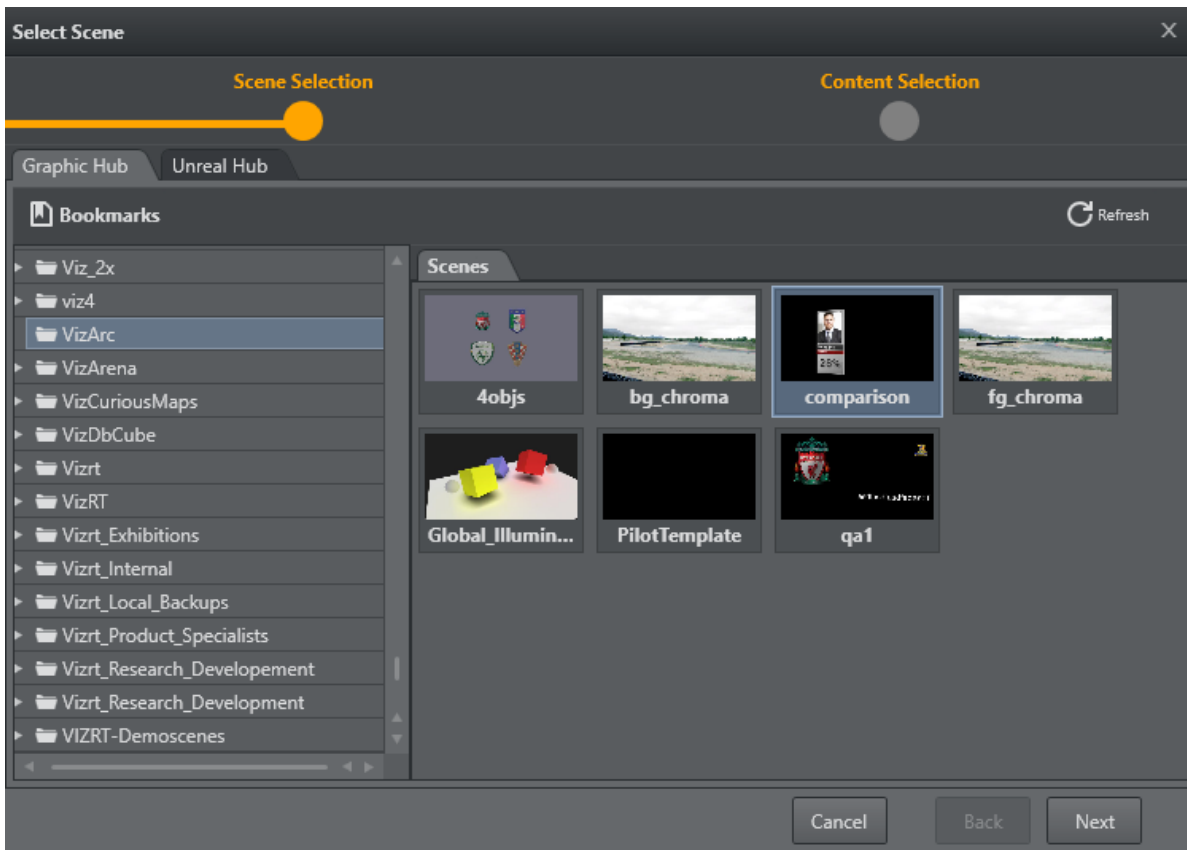 Select Scene
Scene Selection
Content Selection
Graphic Hub
Unreal Hub
Bookmarks
Refresh
Viz_2x
viz4
VizArc
VizArena
VizCuriousMaps
VizDbCube
Vizrt
VizRT
Vizrt_Exhibitions
Vizrt_Internal
Vizrt_Local_Backups
Vizrt_Product_Specialists
Vizrt_Research_Developement
Vizrt_Research_Development
VIZRT-Demoscenes
Scenes
4objs
bg_chroma
28%
comparison
fg_chroma
Global_Illumin...
PilotTemplate
qa1
Cancel
Back
Next